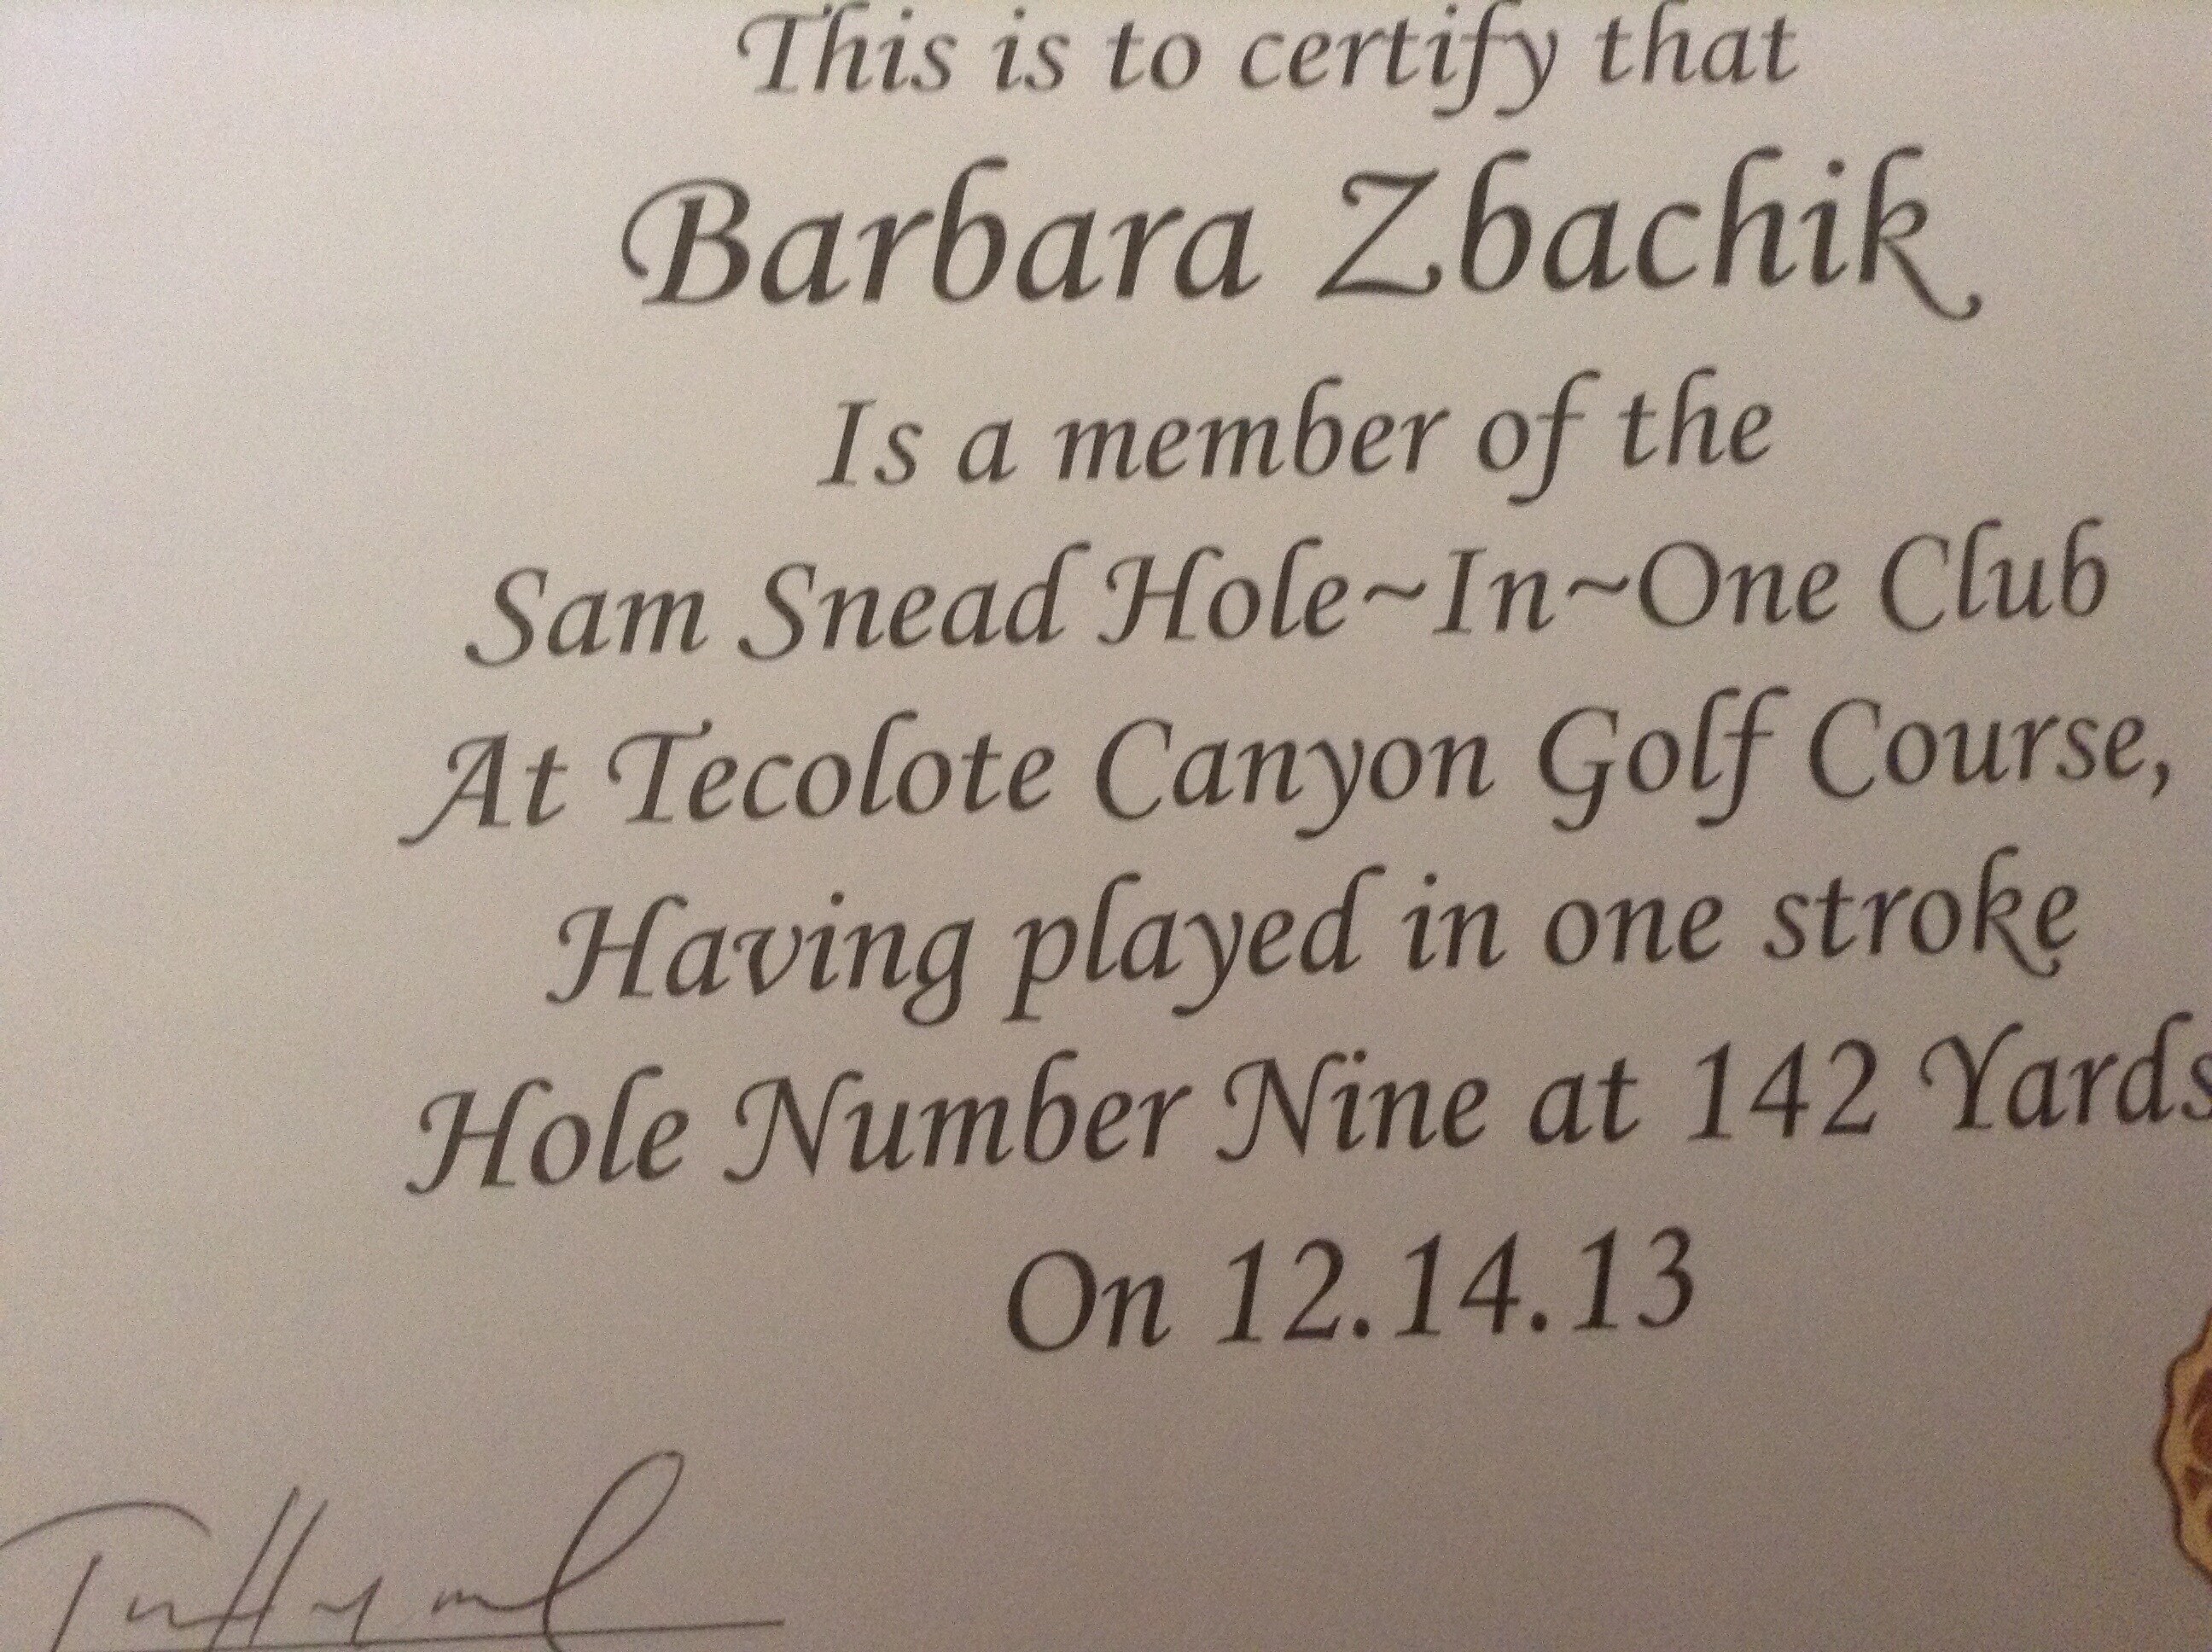 This is to certify that
Barbara Zbachik
Is a member of the
Sam Snead Hole~In~One Club
At Tecolote Canyon Golf Course,
Having played in one stroke
Hole Number Nine at 142 Yards
On 12.14.13